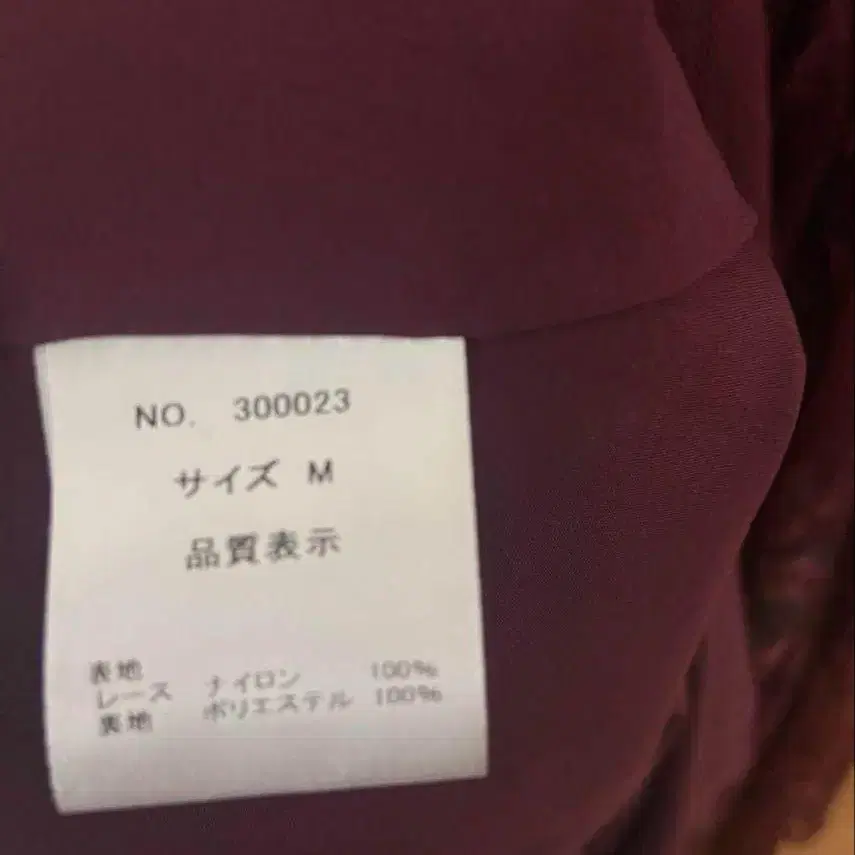 NO. 300023
サイズ M
品質表示
表地
レース ナイロン 100%
裏地 ポリエステル 100%